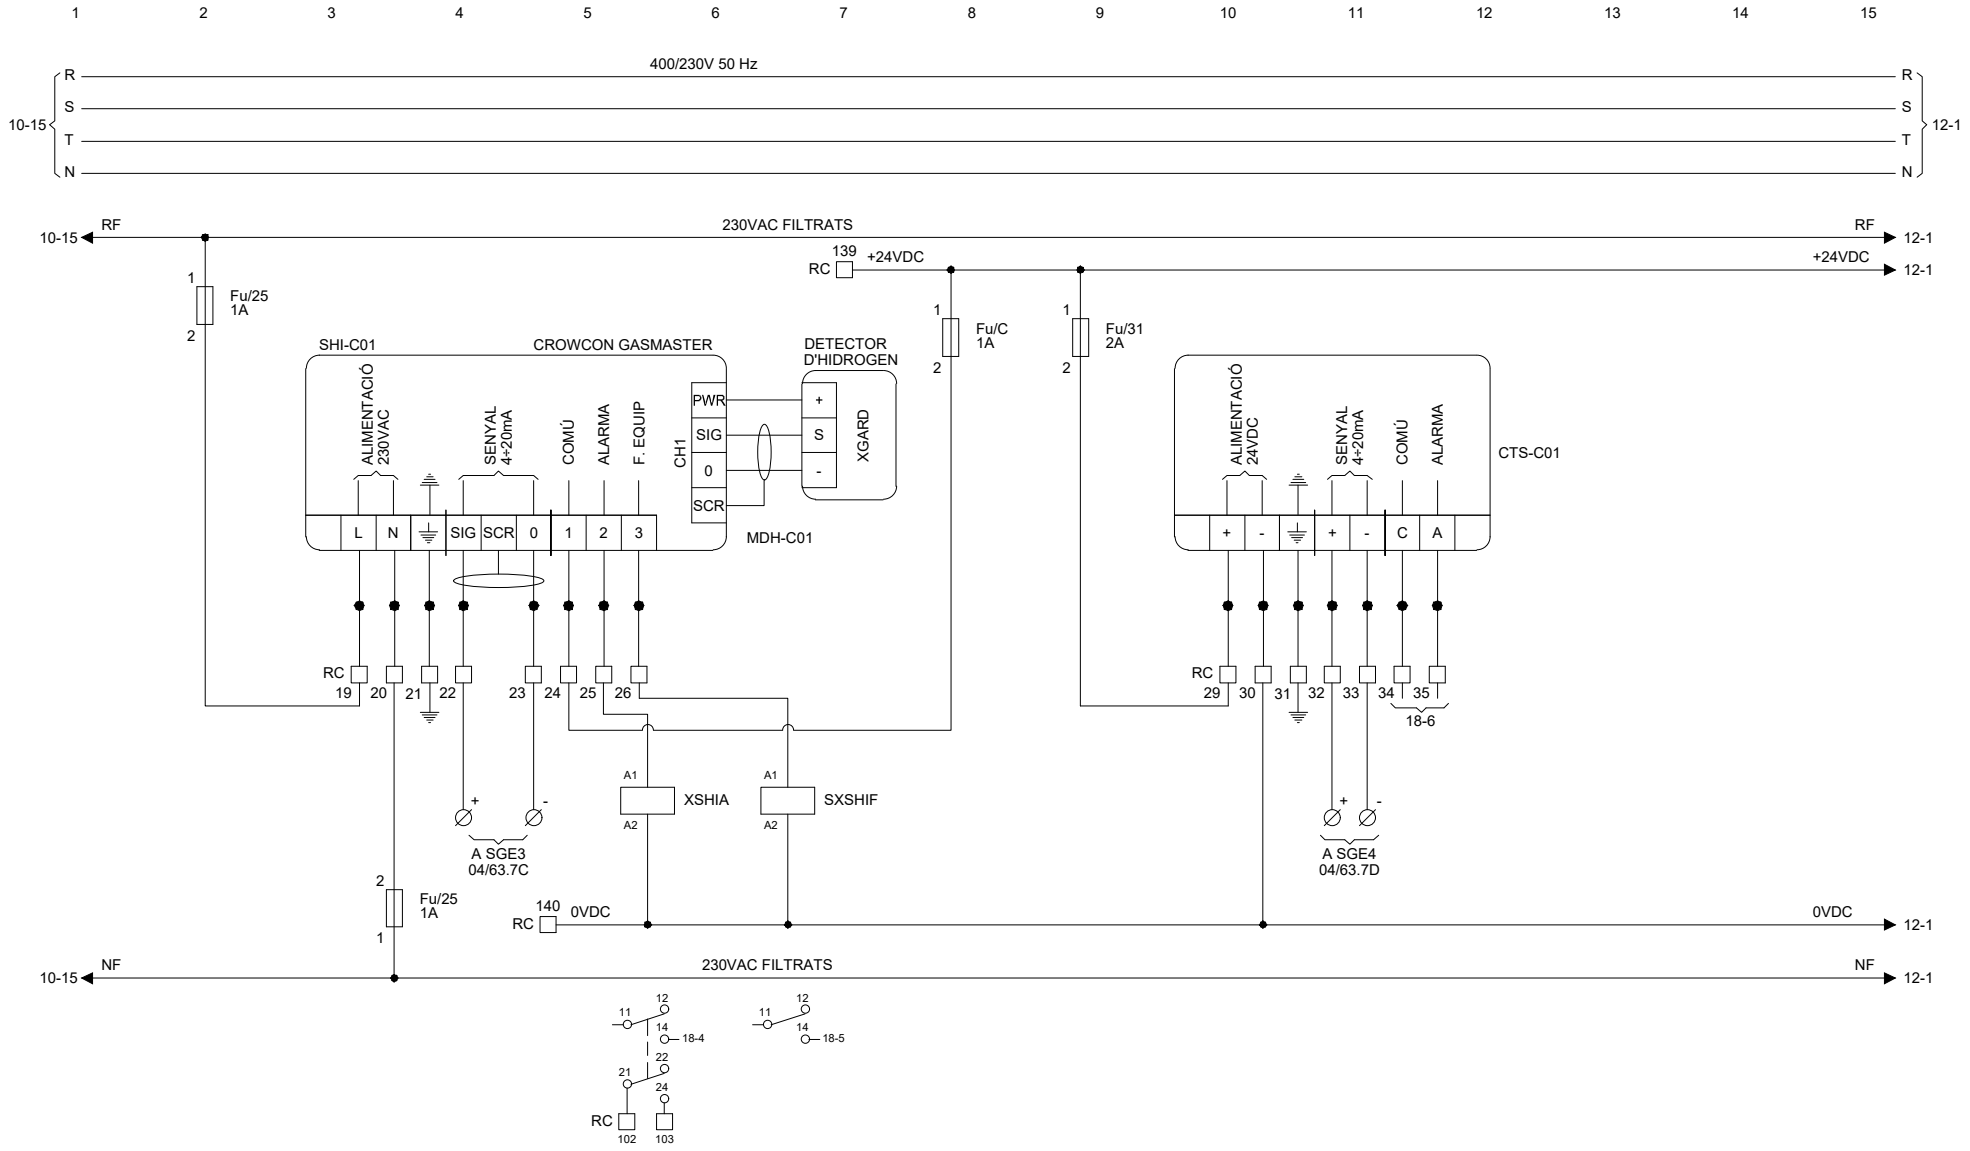 1 2 3 4 5 6 7 8 9 10 11 12 13 14 15
400/230V 50 Hz
R R
S S
10-15 12-1
T T
N N
RF 230VAC FILTRATS RF
10-15 12-1
139
RC +24VDC +24VDC
12-1
1
Fu/25
1A
2
1
Fu/C
1A
2
1
Fu/31
2A
2
SHI-C01 CROWCON GASMASTER
DETECTOR
D'HIDROGEN
ALIMENTACIÓ
230VAC
SENYAL
4÷20mA
COMÚ
ALARMA
F. EQUIP
CH1
PWR
SIG
0
SCR
+
S
-
XGARD
L N SIG SCR 0 1 2 3
MDH-C01
ALIMENTACIÓ
24VDC
SENYAL
4÷20mA
COMÚ
ALARMA
CTS-C01
+ - + - C A
RC
19 20 21 22 23 24 25 26
RC
29 30 31 32 33 34 35
18-6
A1
XSHIA
A2
A1
SXSHIF
A2
+ -
A SGE3
04/63.7C
+ -
A SGE4
04/63.7D
2
Fu/25
1A
1
140
RC 0VDC 0VDC
12-1
NF 230VAC FILTRATS NF
10-15 12-1
12
11
14
18-4
22
21
24
RC
102 103
12
11
14
18-5